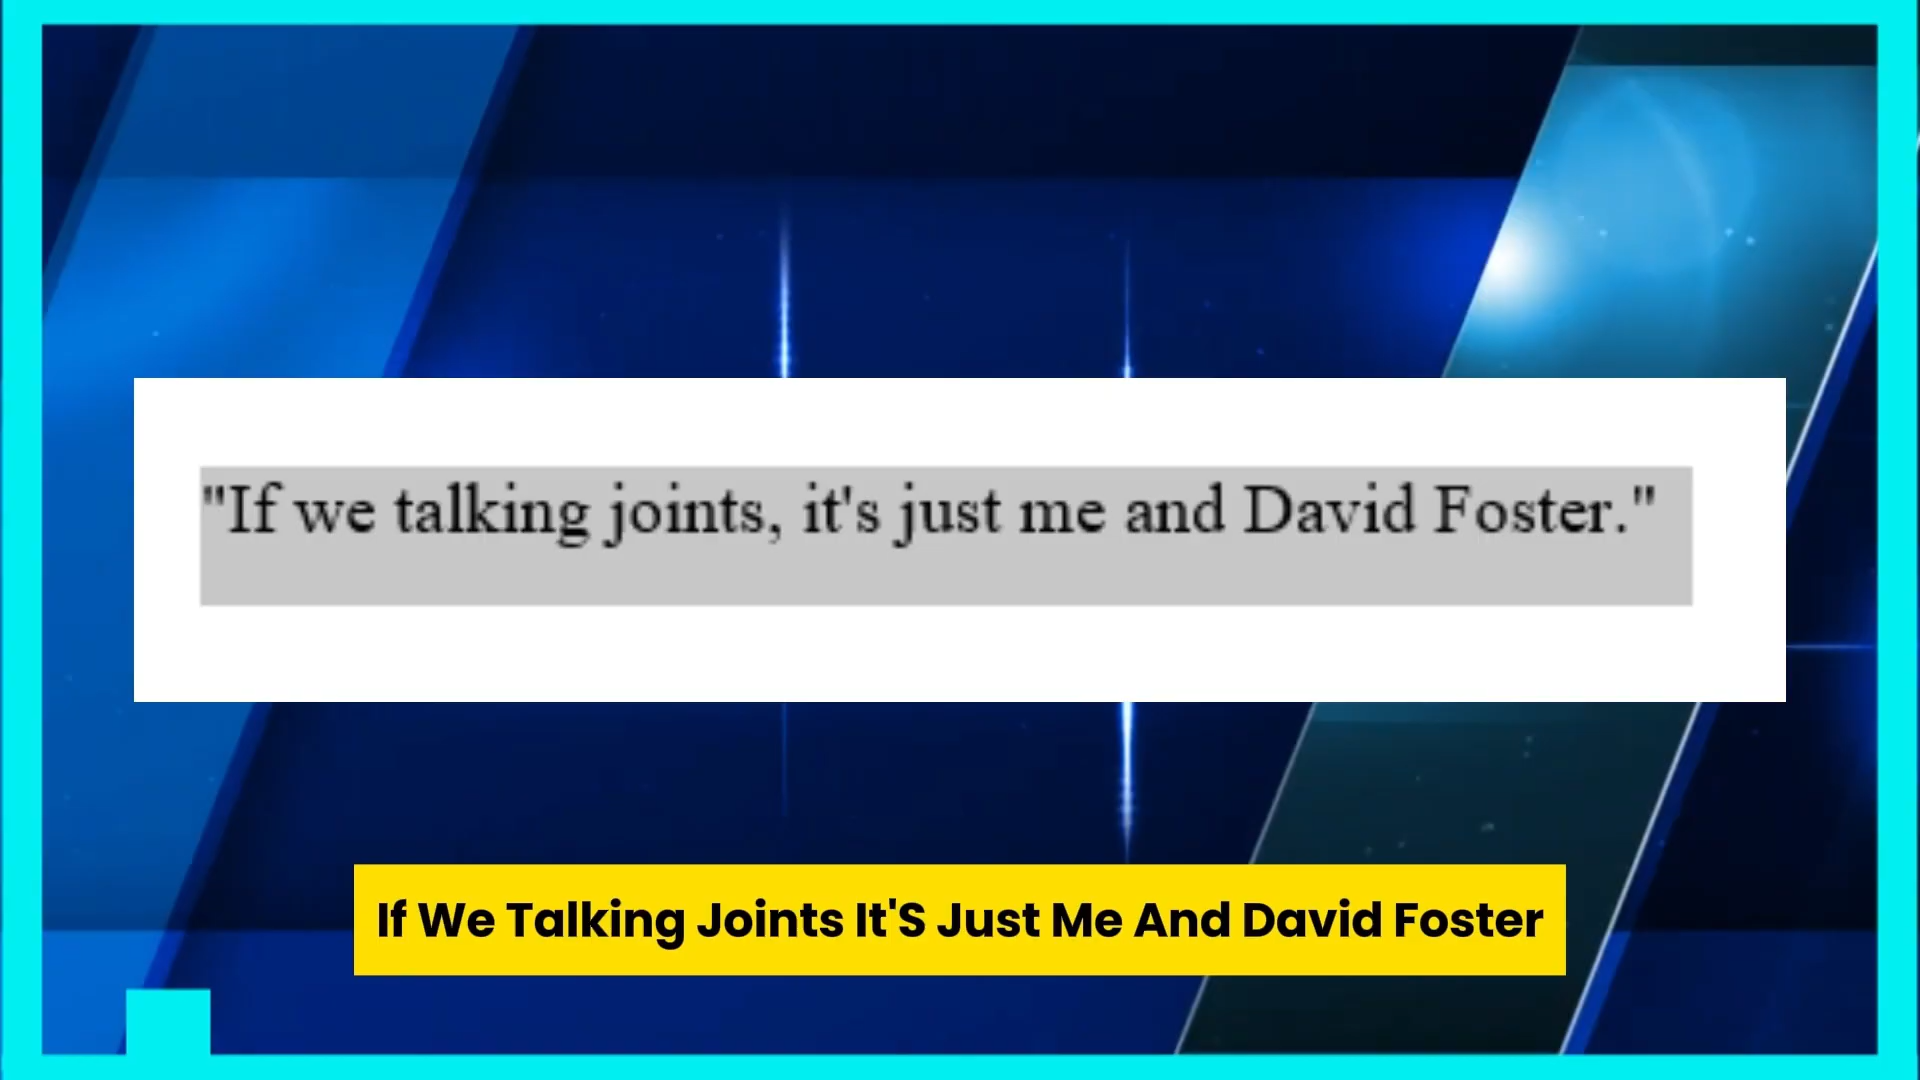 "If we talking joints, it's just me and David Foster."
If We Talking Joints It'S Just Me And David Foster